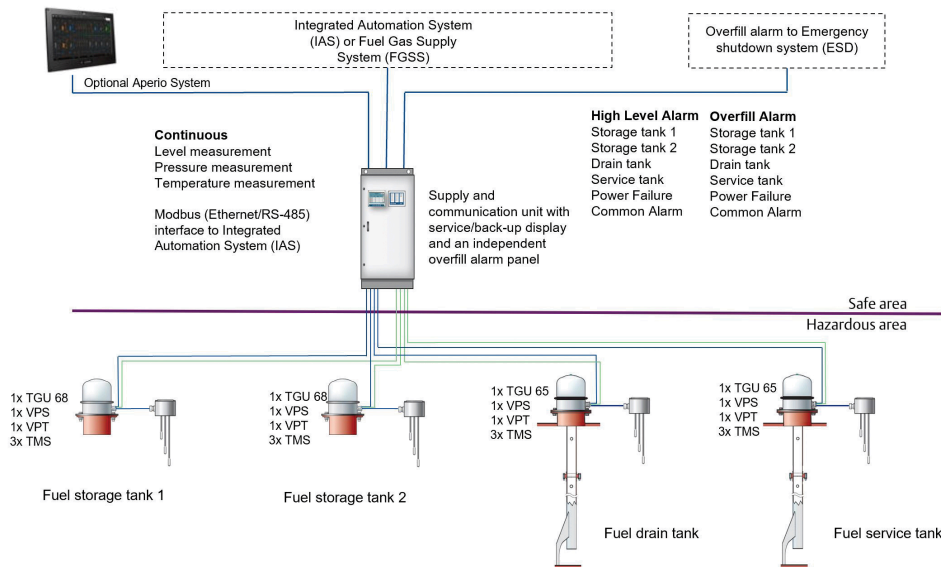 Integrated Automation System
(IAS) or Fuel Gas Supply
System (FGSS)
Overfill alarm to Emergency
shutdown system (ESD)
Optional Aperio System
Continuous
Level measurement
Pressure measurement
Temperature measurement
Modbus (Ethernet/RS-485)
interface to Integrated
Automation System (IAS)
Supply and
communication unit with
service/back-up display
and an independent
overfill alarm panel
High Level Alarm
Storage tank 1
Storage tank 2
Drain tank
Service tank
Power Failure
Common Alarm
Overfill Alarm
Storage tank 1
Storage tank 2
Drain tank
Service tank
Power Failure
Common Alarm
Safe area
Hazardous area
1x TGU 68
1x VPS
1x VPT
3x TMS
Fuel storage tank 1
1x TGU 68
1x VPS
1x VPT
3x TMS
Fuel storage tank 2
1x TGU 65
1x VPS
1x VPT
3x TMS
Fuel drain tank
1x TGU 65
1x VPS
1x VPT
3x TMS
Fuel service tank